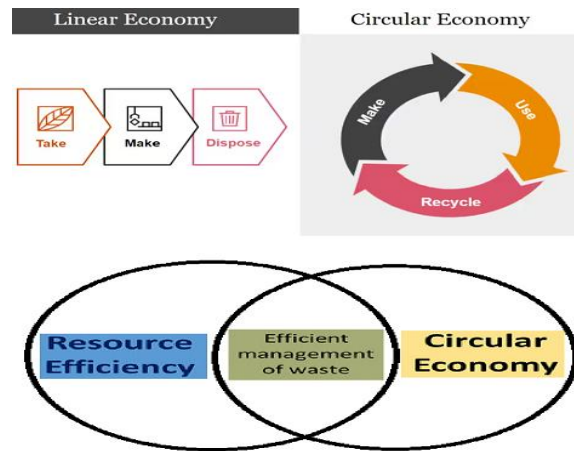 Linear Economy
Circular Economy
Take
Make
Dispose
Make
Use
Recycle
Resource
Efficiency
Efficient
management
of waste
Circular
Economy